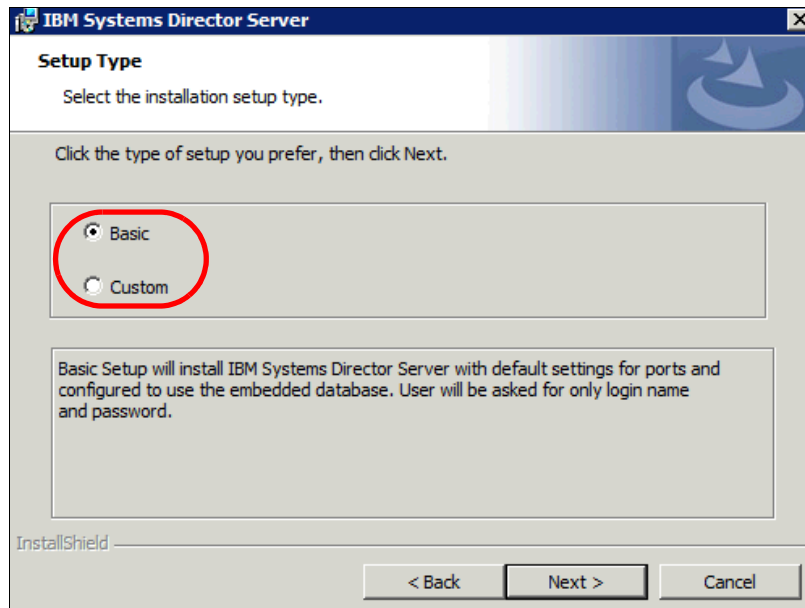 IBM Systems Director Server
Setup Type
Select the installation setup type.
Click the type of setup you prefer, then click Next.
Basic
Custom
Basic Setup will install IBM Systems Director Server with default settings for ports and
configured to use the embedded database. User will be asked for only login name
and password.
InstallShield
< Back
Next >
Cancel